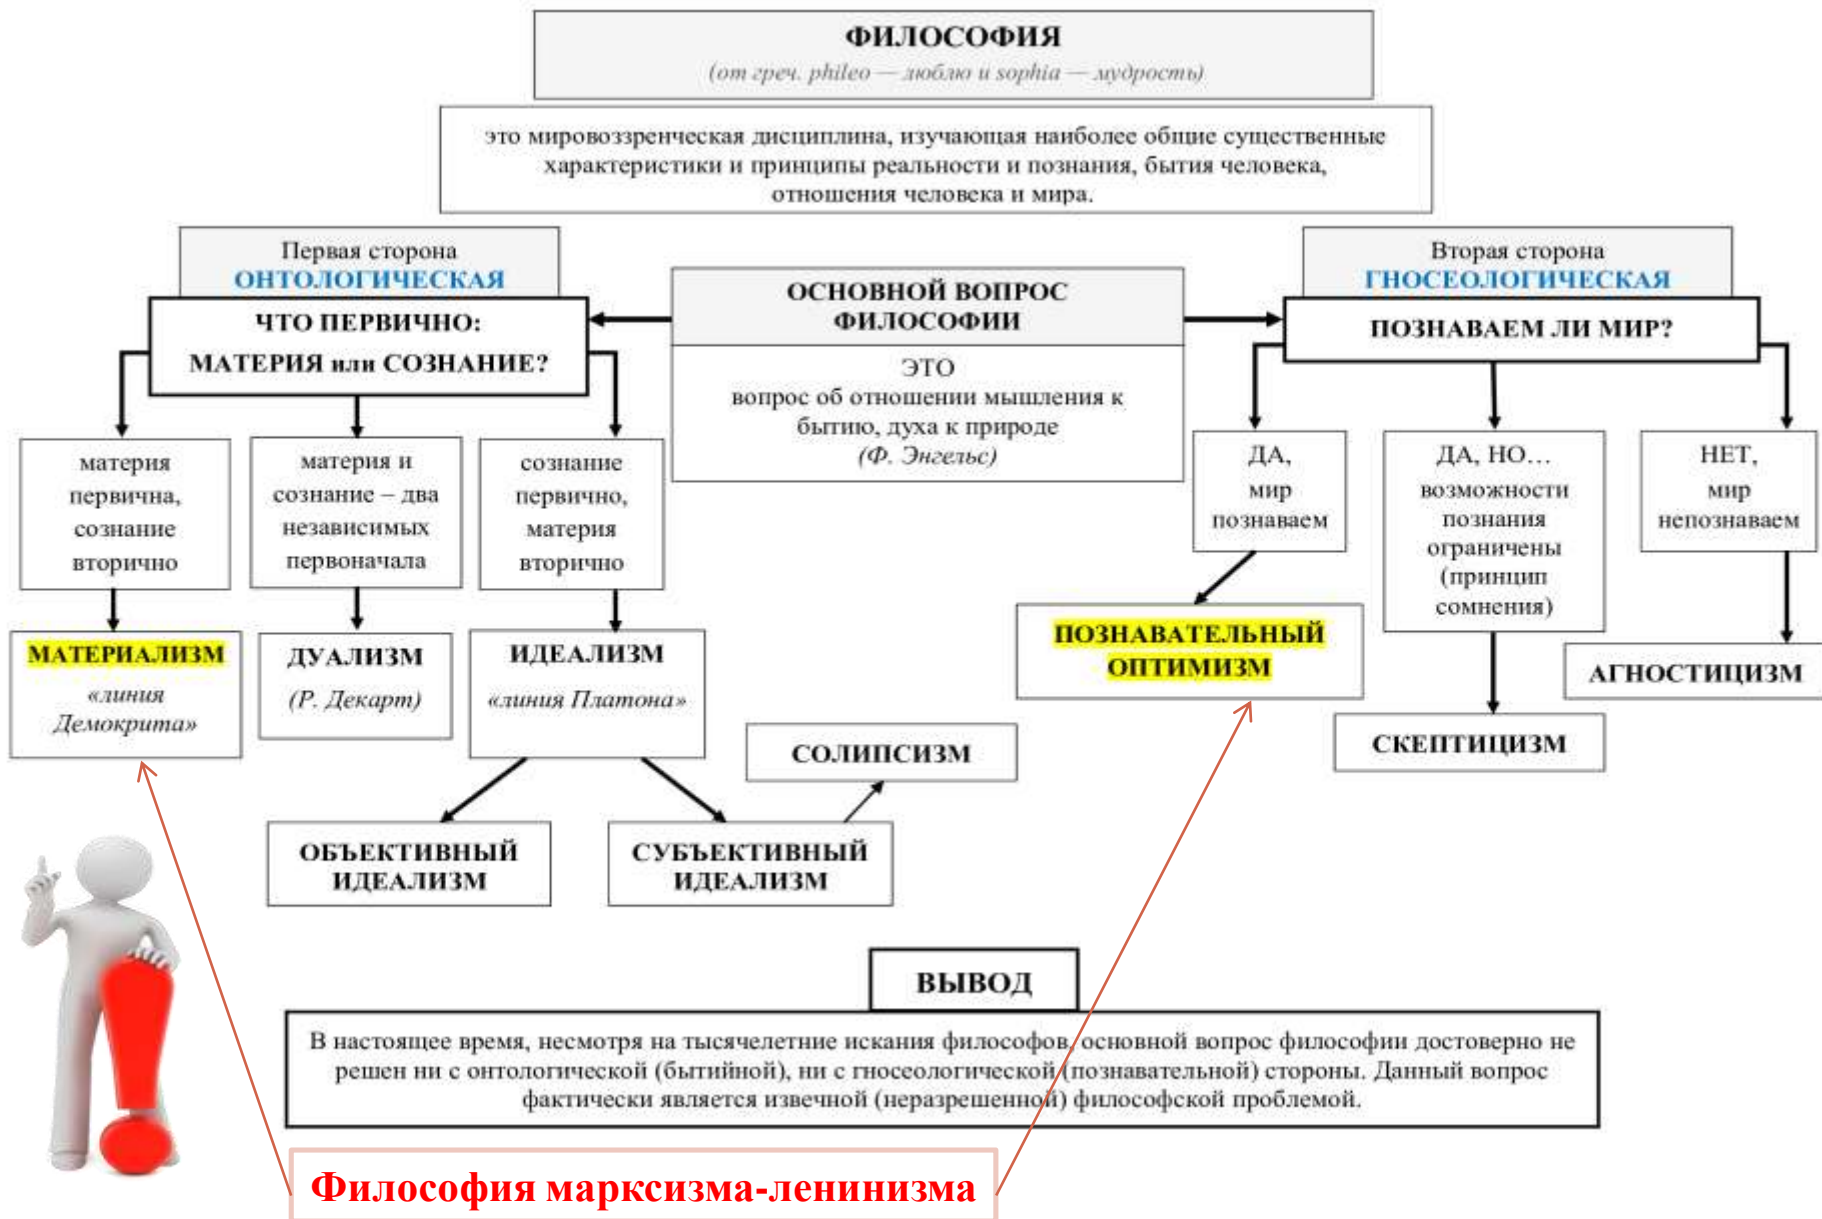 ФИЛОСОФИЯ
(от греч. phileo — люблю и sophia — мудрость)
это мировоззренческая дисциплина, изучающая наиболее общие существенные
характеристики и принципы реальности и познания, бытия человека,
отношения человека и мира.
Первая сторона
ОНТОЛОГИЧЕСКАЯ
ЧТО ПЕРВИЧНО:
МАТЕРИЯ или СОЗНАНИЕ?
ОСНОВНОЙ ВОПРОС
ФИЛОСОФИИ
ЭТО
вопрос об отношении мышления к
бытию, духа к природе
(Ф. Энгельс)
Вторая сторона
ГНОСЕОЛОГИЧЕСКАЯ
ПОЗНАВАЕМ ЛИ МИР?
материя
первична,
сознание
вторично
материя и
сознание – два
независимых
первоначала
сознание
первично,
материя
вторично
ДА,
мир
познаваем
ДА, НО…
возможности
познания
ограничены
(принцип
сомнения)
НЕТ,
мир
непознаваем
МАТЕРИАЛИЗМ
«линия
Демокрита»
ДУАЛИЗМ
(Р. Декарт)
ИДЕАЛИЗМ
«линия Платона»
ПОЗНАВАТЕЛЬНЫЙ
ОПТИМИЗМ
АГНОСТИЦИЗМ
СКЕПТИЦИЗМ
СОЛИПСИЗМ
ОБЪЕКТИВНЫЙ
ИДЕАЛИЗМ
СУБЪЕКТИВНЫЙ
ИДЕАЛИЗМ
ВЫВОД
В настоящее время, несмотря на тысячелетние искания философов, основной вопрос философии достоверно не
решен ни с онтологической (бытийной), ни с гносеологической (познавательной) стороны. Данный вопрос
фактически является извечной (неразрешенной) философской проблемой.
Философия марксизма-ленинизма